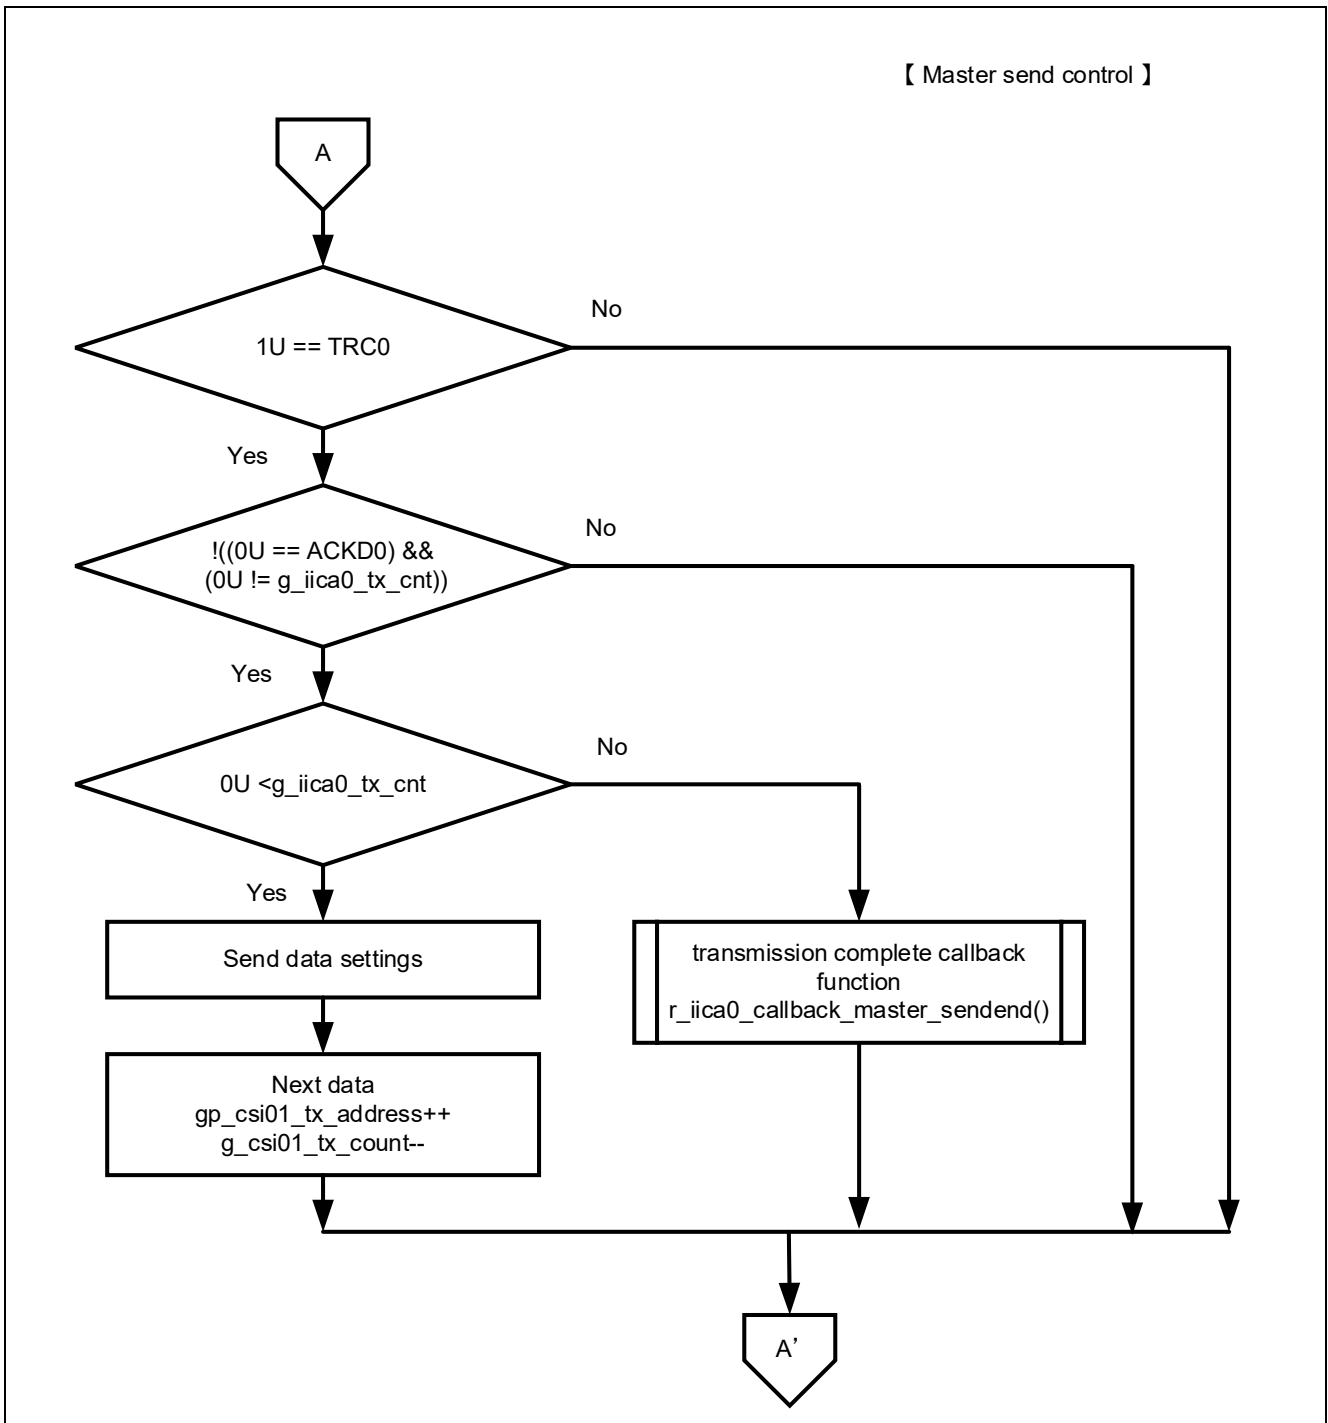 【 Master send control 】
A
1U == TRC0
No
Yes
!((0U == ACKD0) &&
(0U != g_iica0_tx_cnt))
No
Yes
0U <g_iica0_tx_cnt
No
Yes
Send data settings
transmission complete callback
function
r_iica0_callback_master_sendend()
Next data
gp_csi01_tx_address++
g_csi01_tx_count--
A’